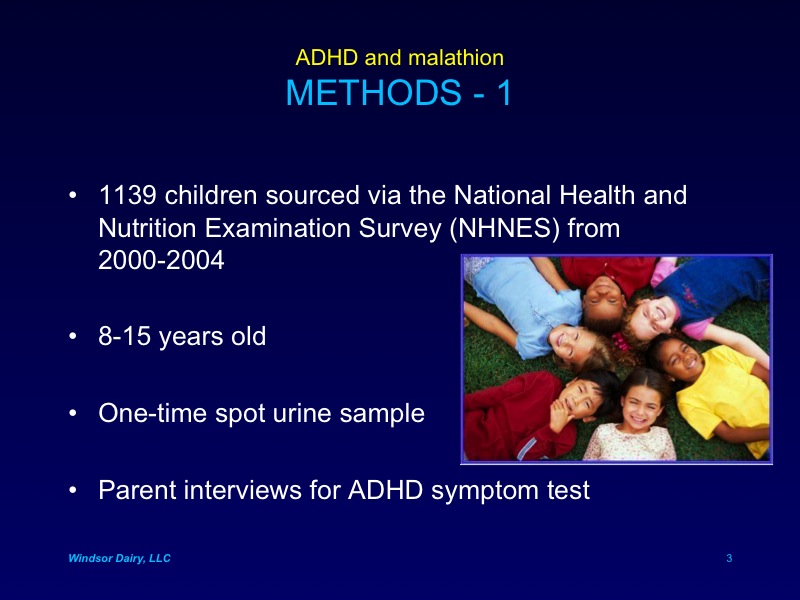 ADHD and malathion
METHODS - 1
• 1139 children sourced via the National Health and
Nutrition Examination Survey (NHNES) from
2000-2004
• 8-15 years old
• One-time spot urine sample
• Parent interviews for ADHD symptom test
Windsor Dairy, LLC
3